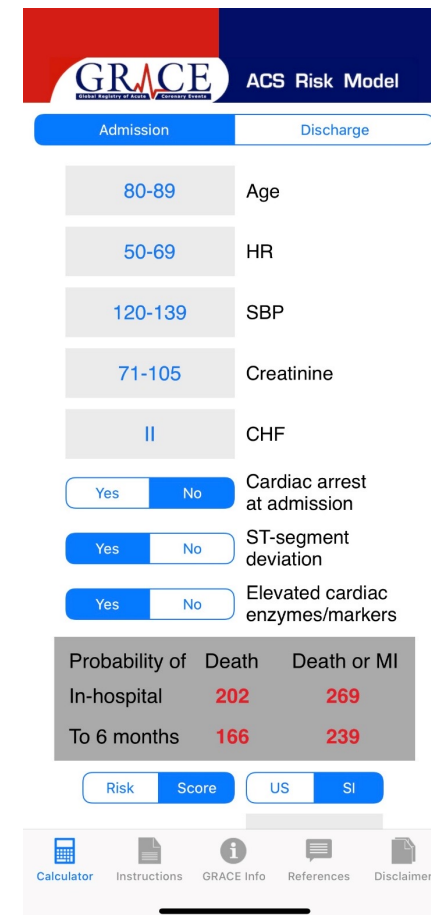 GRACE
Global Registry of Acute Coronary Events
ACS Risk Model
Admission Discharge
80-89 Age
50-69 HR
120-139 SBP
71-105 Creatinine
II CHF
Yes No Cardiac arrest
at admission
Yes No ST-segment
deviation
Yes No Elevated cardiac
enzymes/markers
Probability of Death Death or MI
In-hospital 202 269
To 6 months 166 239
Risk Score US SI
Calculator Instructions GRACE Info References Disclaimer